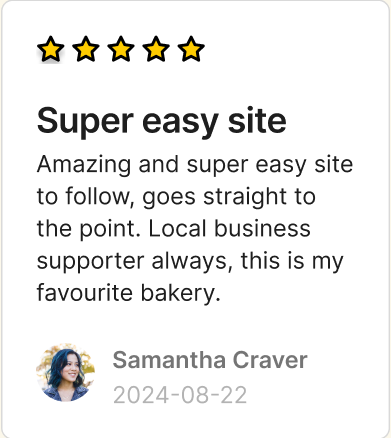 Super easy site
Amazing and super easy site
to follow, goes straight to
the point. Local business
supporter always, this is my
favourite bakery.
Samantha Craver
2024-08-22